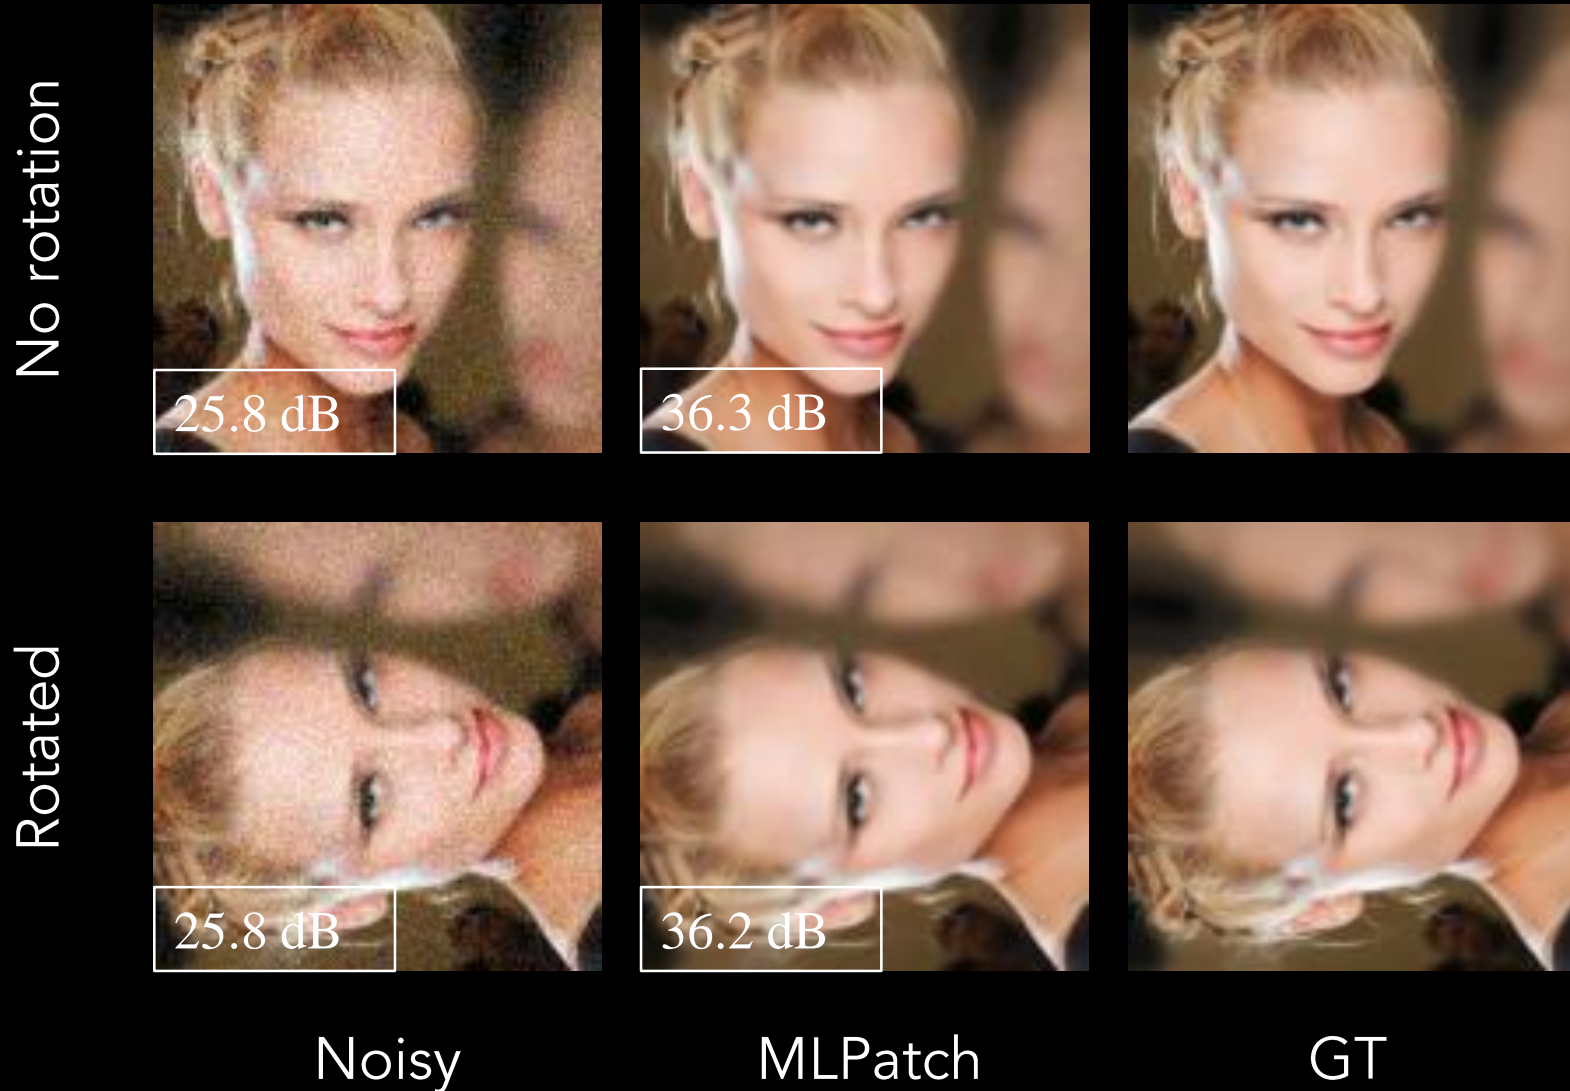 No rotation
25.8 dB
36.3 dB
Rotated
25.8 dB
36.2 dB
Noisy
MLPatch
GT